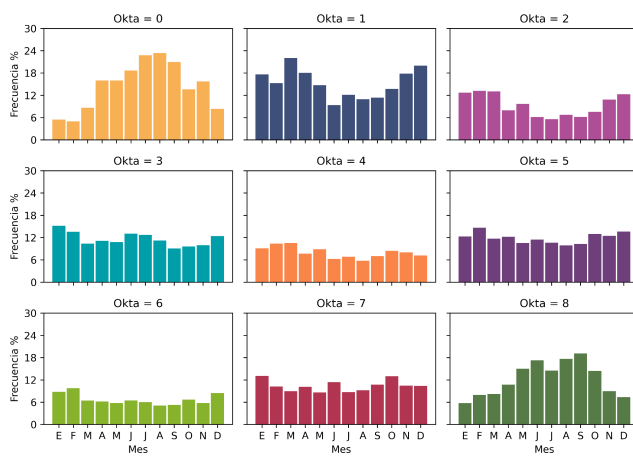 Okta = 0
Okta = 1
Okta = 2
Frecuencia %
30
24
18
12
6
0
Okta = 3
Okta = 4
Okta = 5
Frecuencia %
30
24
18
12
6
0
Okta = 6
Okta = 7
Okta = 8
Frecuencia %
30
24
18
12
6
0
E F M A M J J A S O N D
E F M A M J J A S O N D
E F M A M J J A S O N D
Mes
Mes
Mes